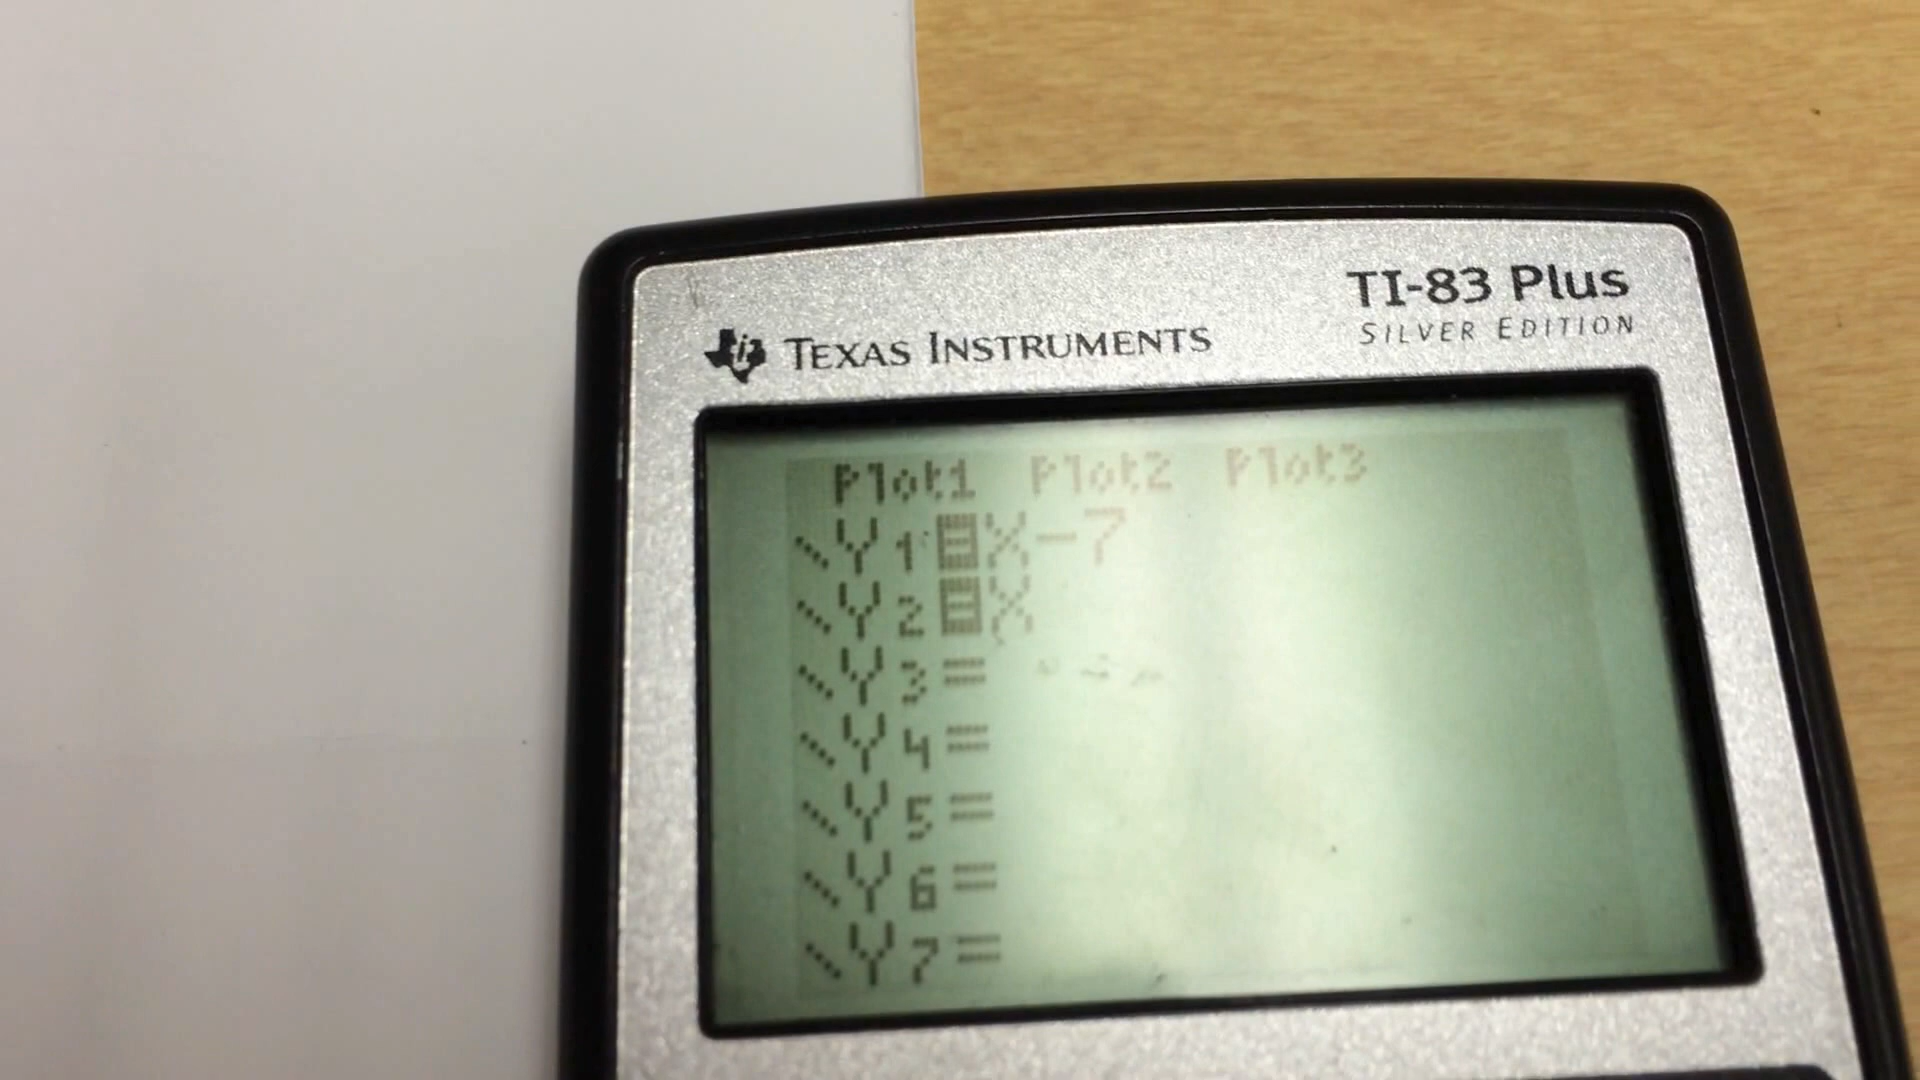 TI-83 Plus
SILVER EDITION
TEXAS INSTRUMENTS
Plot1 Plot2 Plot3
\Y1=X-7
\Y2=X
\Y3=
\Y4=
\Y5=
\Y6=
\Y7=